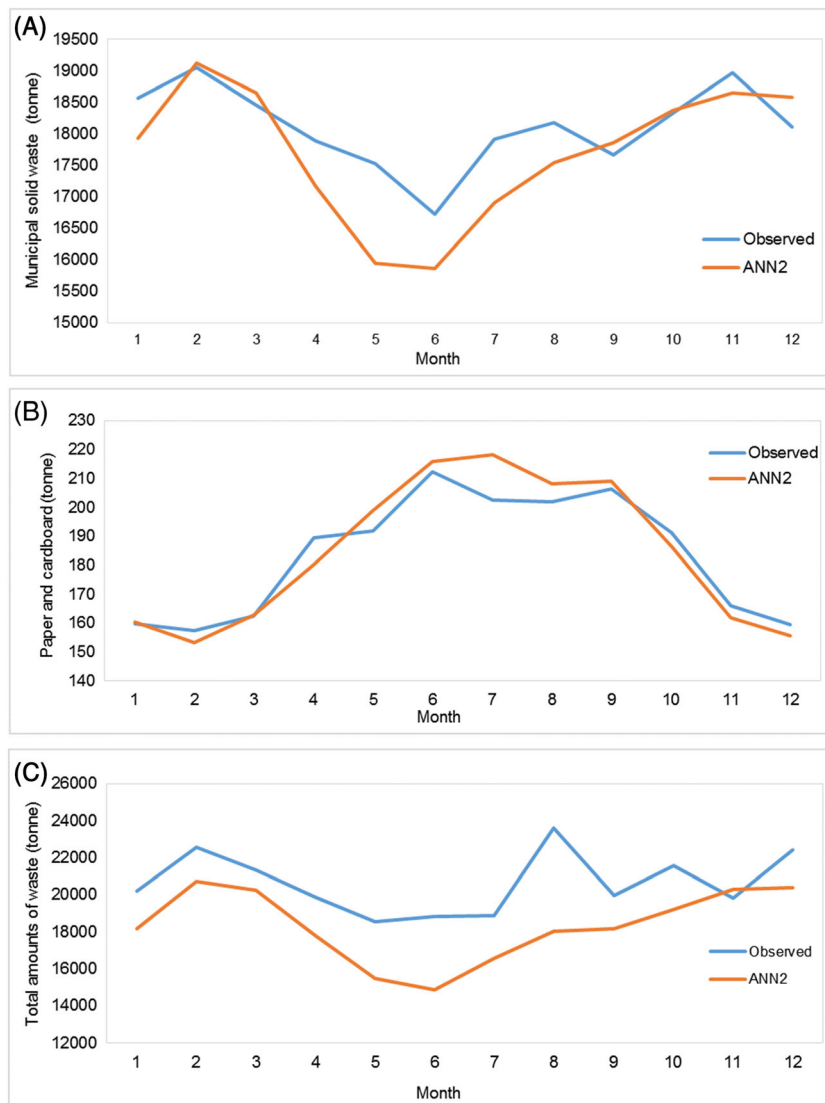 (A)
Municipal solid waste (tonne)
19500
19000
18500
18000
17500
17000
16500
16000
15500
15000
Observed
ANN2
1 2 3 4 5 6 7 8 9 10 11 12
Month
(B)
Paper and cardboard (tonne)
230
220
210
200
190
180
170
160
150
140
Observed
ANN2
1 2 3 4 5 6 7 8 9 10 11 12
Month
(C)
Total amounts of waste (tonne)
26000
24000
22000
20000
18000
16000
14000
12000
Observed
ANN2
1 2 3 4 5 6 7 8 9 10 11 12
Month